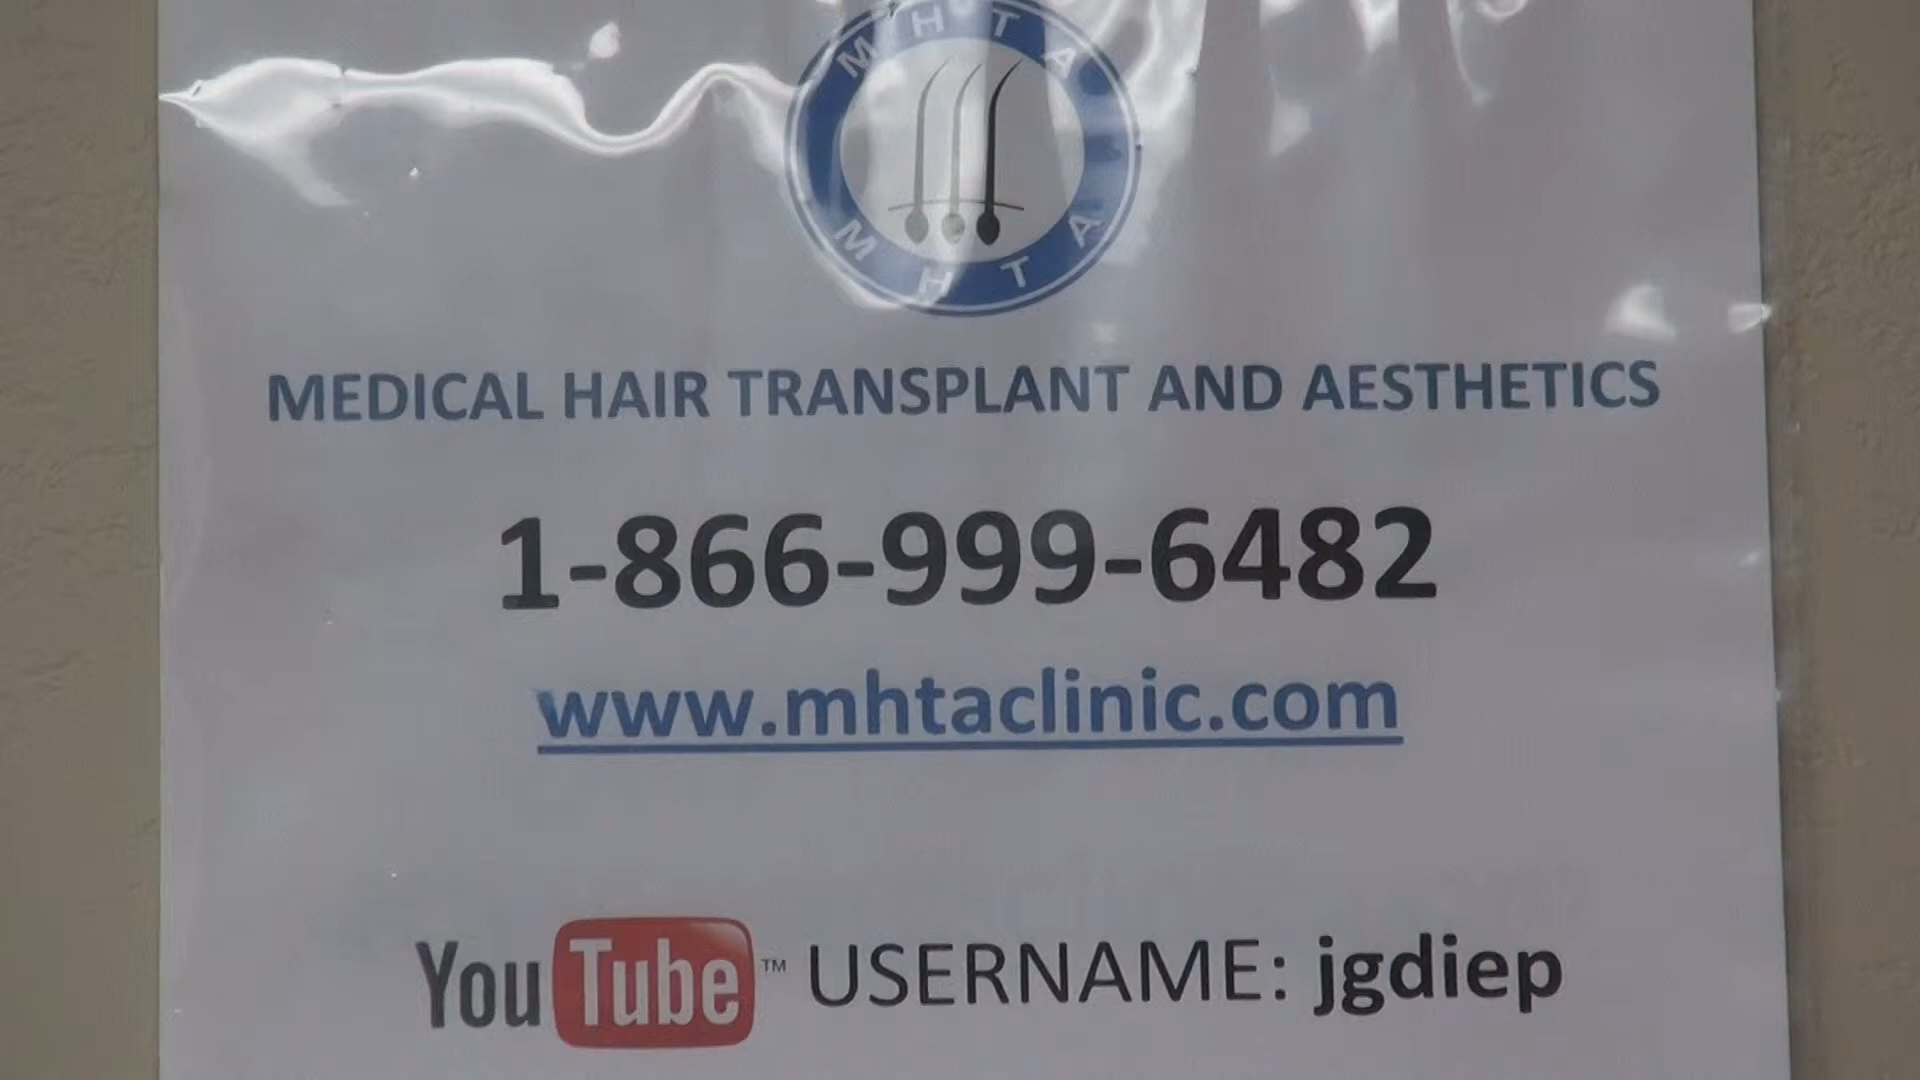 MHTA
MHTA
MEDICAL HAIR TRANSPLANT AND AESTHETICS
1-866-999-6482
www.mhtaclinic.com
YouTube™ USERNAME: jgdiep